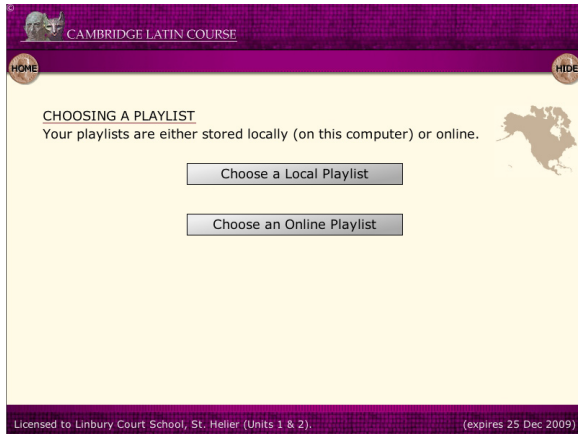 ©
CAMBRIDGE LATIN COURSE
HOME
HIDE
CHOOSING A PLAYLIST
Your playlists are either stored locally (on this computer) or online.
Choose a Local Playlist
Choose an Online Playlist
Licensed to Linbury Court School, St. Helier (Units 1 & 2).
(expires 25 Dec 2009)